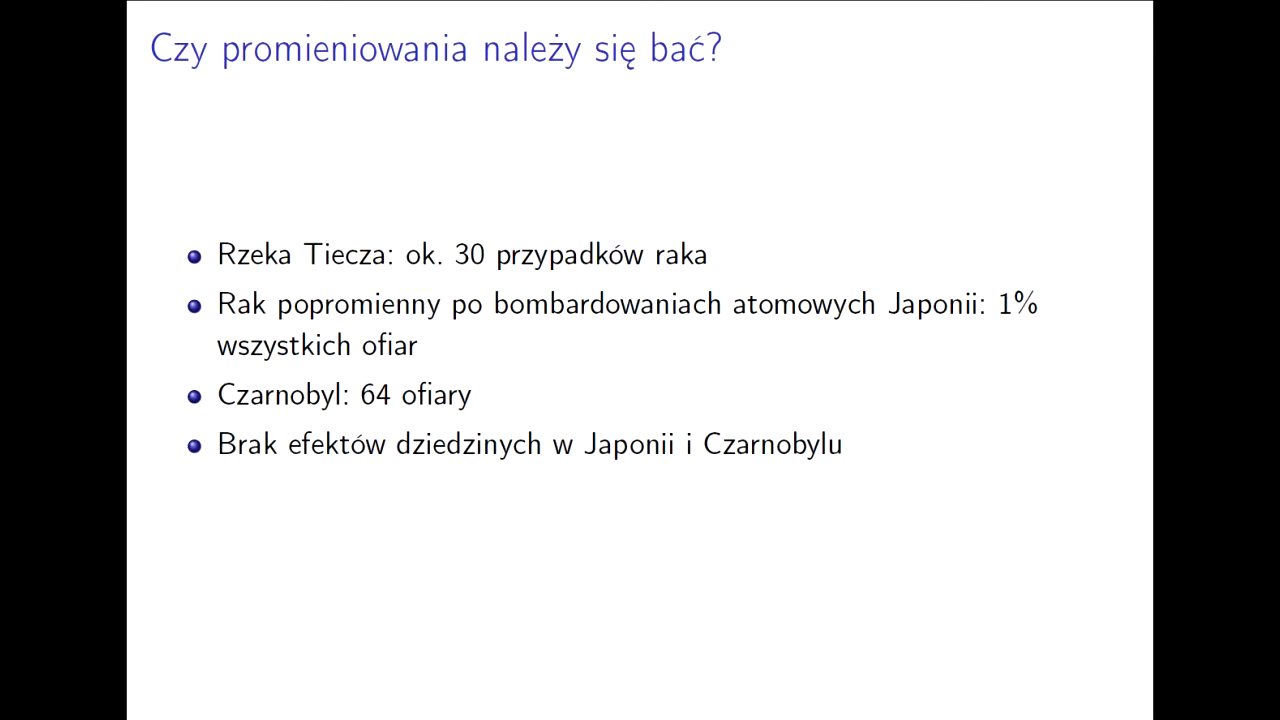 Czy promieniowania należy się bać?
Rzeka Tiecza: ok. 30 przypadków raka
Rak popromienny po bombardowaniach atomowych Japonii: 1%
wszystkich ofiar
Czarnobyl: 64 ofiary
Brak efektów dziedzinych w Japonii i Czarnobylu